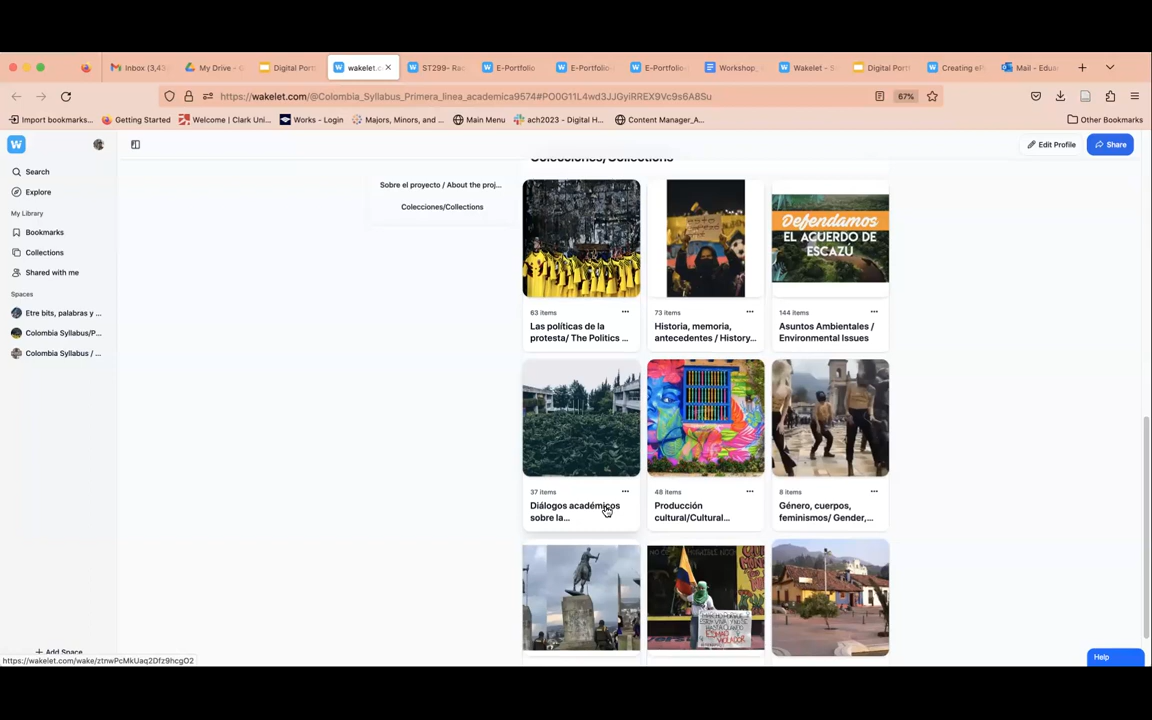 Inbox (3,43
My Drive -
Digital Port
wakelet.c
ST299- Ra
E-Portfolio
E-Portfolio
E-Portfolio
Workshop_
Wakelet - S
Digital Port
Creating eP
Mail - Edua
https://wakelet.com/@Colombia_Syllabus_Primera_linea_academica9574#PO0G11L4wd3JJGyiRREX9Vc9s6A8Su
67%
Import bookmarks...
Getting Started
Welcome | Clark Uni...
Works - Login
Majors, Minors, and ...
Main Menu
ach2023 - Digital H...
Content Manager_A...
Other Bookmarks
Edit Profile
Share
Search
Explore
My Library
Bookmarks
Collections
Shared with me
Spaces
Etre bits, palabras y ...
Colombia Syllabus/P...
Colombia Syllabus / ...
Add Space
Sobre el proyecto / About the proj...
Colecciones/Collections
Colecciones/Collections
Defendamos
EL ACUERDO DE
ESCAZÚ
63 items
Las políticas de la
protesta/ The Politics ...
73 items
Historia, memoria,
antecedentes / History...
144 items
Asuntos Ambientales /
Environmental Issues
37 items
Diálogos académicos
sobre la...
48 items
Producción
cultural/Cultural...
8 items
Género, cuerpos,
feminismos/ Gender,...
https://wakelet.com/wake/ztnwPcMkUaq2Dfz9hcgO2
Help